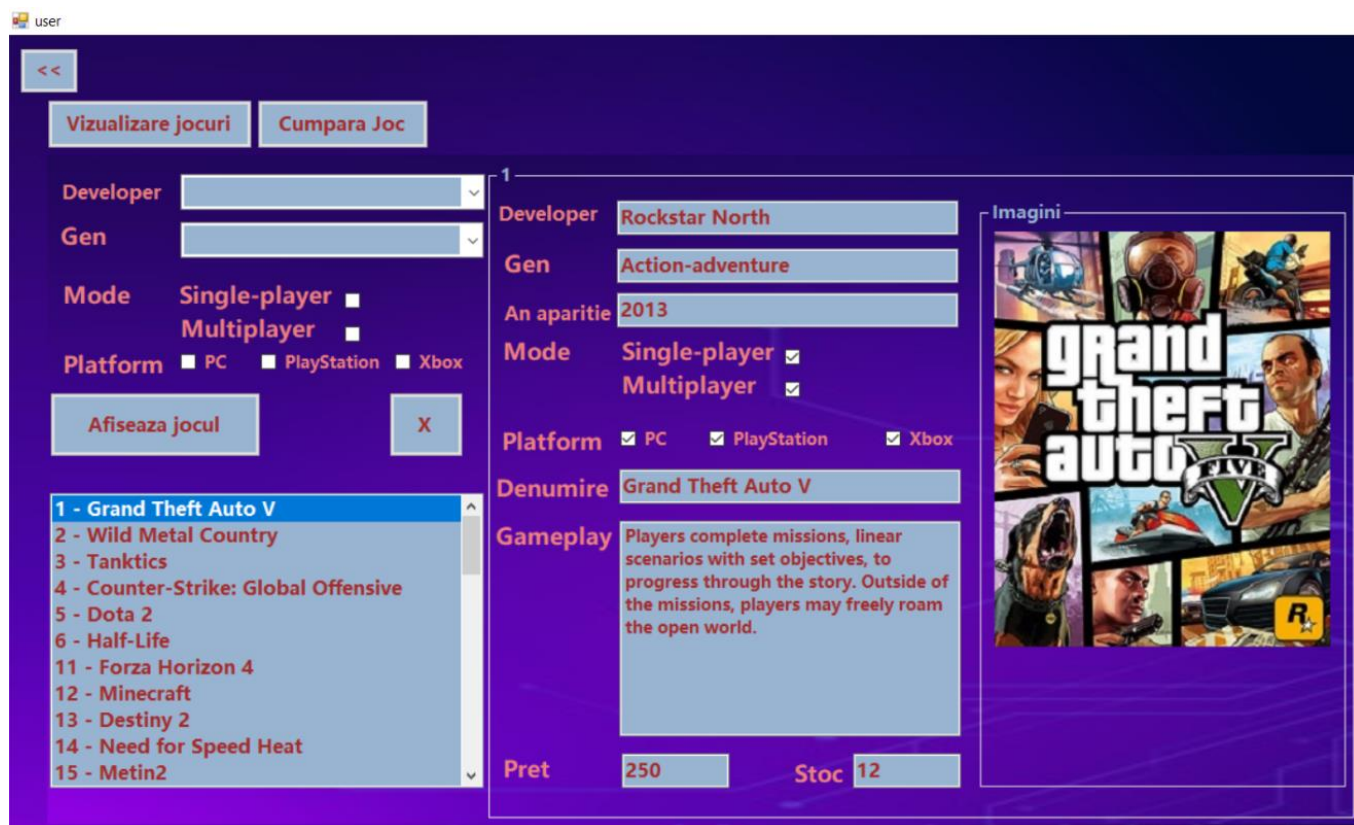 user
<<
Vizualizare jocuri
Cumpara Joc
Developer
Gen
Mode Single-player
Multiplayer
Platform PC PlayStation Xbox
Afiseaza jocul X
1 - Grand Theft Auto V
2 - Wild Metal Country
3 - Tanktics
4 - Counter-Strike: Global Offensive
5 - Dota 2
6 - Half-Life
11 - Forza Horizon 4
12 - Minecraft
13 - Destiny 2
14 - Need for Speed Heat
15 - Metin2
1
Developer Rockstar North
Gen Action-adventure
An aparitie 2013
Mode Single-player
Multiplayer
Platform PC PlayStation Xbox
Denumire Grand Theft Auto V
Gameplay Players complete missions, linear
scenarios with set objectives, to
progress through the story. Outside of
the missions, players may freely roam
the open world.
Pret 250 Stoc 12
Imagini
grand
theft
auto V
FIVE
R